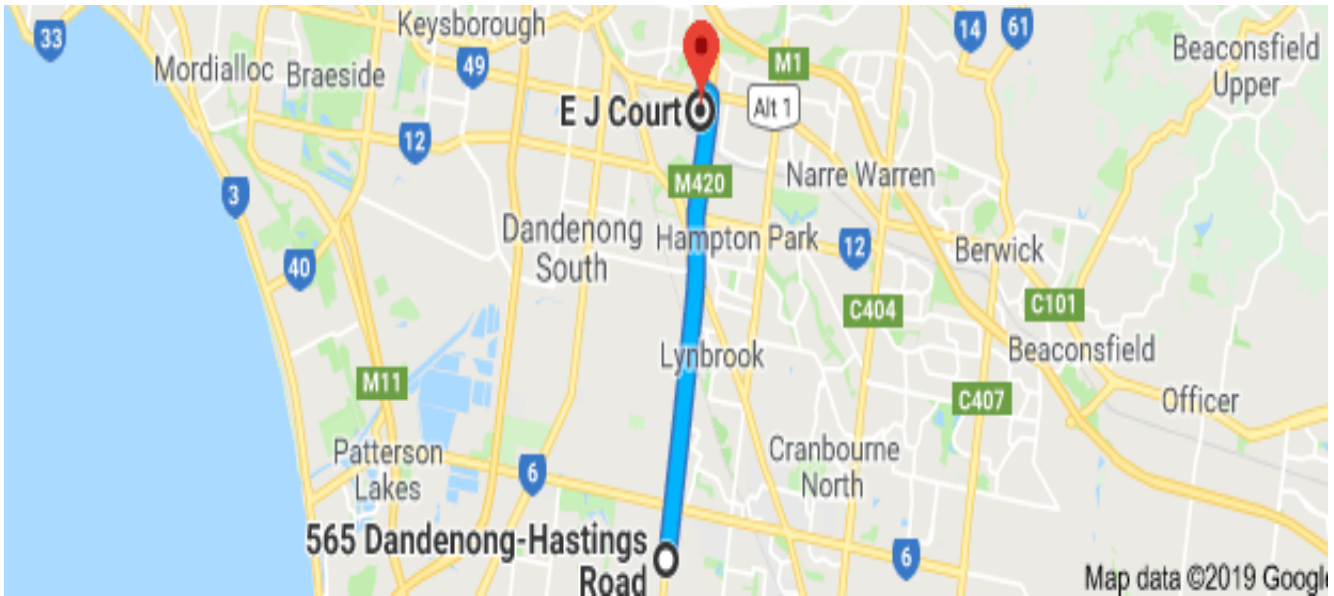 33
Keysborough
14
61
Beaconsfield
Upper
Mordialloc
Braeside
49
M1
E J Court
Alt 1
12
M420
Narre Warren
3
Dandenong
South
Hampton Park
12
Berwick
40
C101
C404
Lynbrook
Beaconsfield
M11
C407
Officer
Patterson
Lakes
6
Cranbourne
North
565 Dandenong-Hastings
Road
6
Map data ©2019 Google